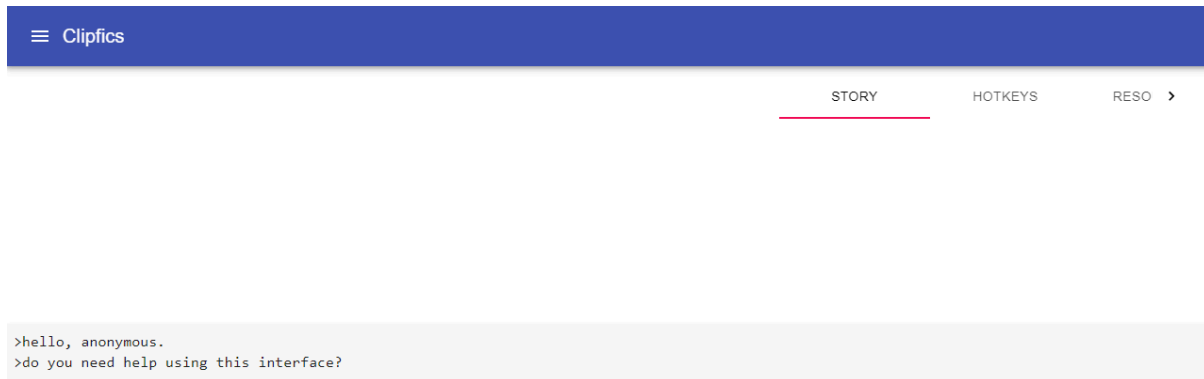 Clipfics
STORY HOTKEYS RESO
>hello, anonymous.
>do you need help using this interface?